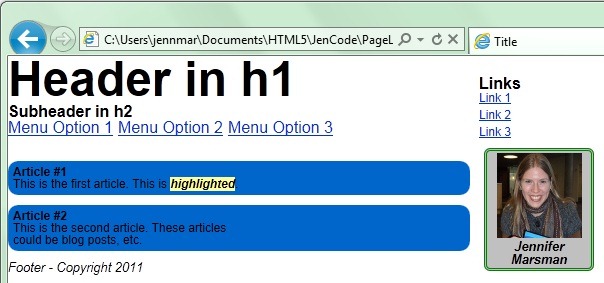 C:\Users\jennmar\Documents\HTML5\JenCode\PageL
Title
Header in h1
Subheader in h2
Menu Option 1 Menu Option 2 Menu Option 3
Article #1
This is the first article. This is highlighted
Article #2
This is the second article. These articles
could be blog posts, etc.
Footer - Copyright 2011
Links
Link 1
Link 2
Link 3
Jennifer
Marsman